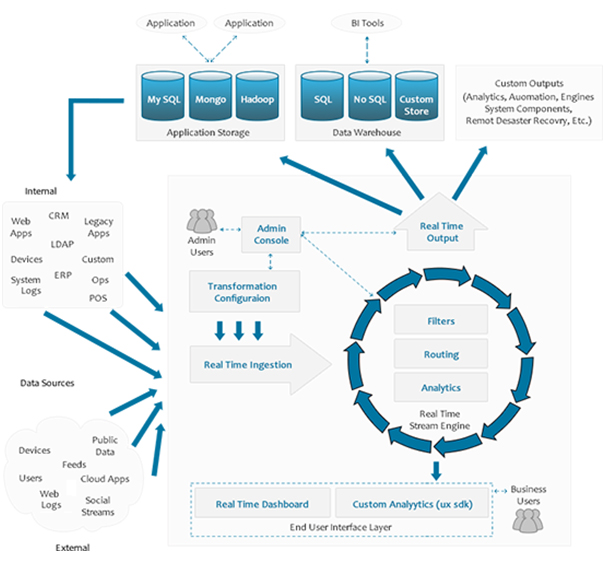 Application
Application
BI Tools
My SQL
Mongo
Hadoop
Application Storage
SQL
No SQL
Custom
Store
Data Warehouse
Custom Outputs
(Analytics, Auomation, Engines
System Components,
Remot Desaster Recovry, Etc.)
Internal
Web
Apps
CRM
Legacy
Apps
LDAP
Devices
Custom
System
Logs
ERP
Ops
POS
Data Sources
Devices
Public
Data
Feeds
Users
Cloud Apps
Web
Logs
Social
Streams
External
Admin
Users
Admin
Console
Real Time
Output
Transformation
Configuraion
Real Time Ingestion
Filters
Routing
Analytics
Real Time
Stream Engine
Real Time Dashboard
Custom Analyytics (ux sdk)
End User Interface Layer
Business
Users